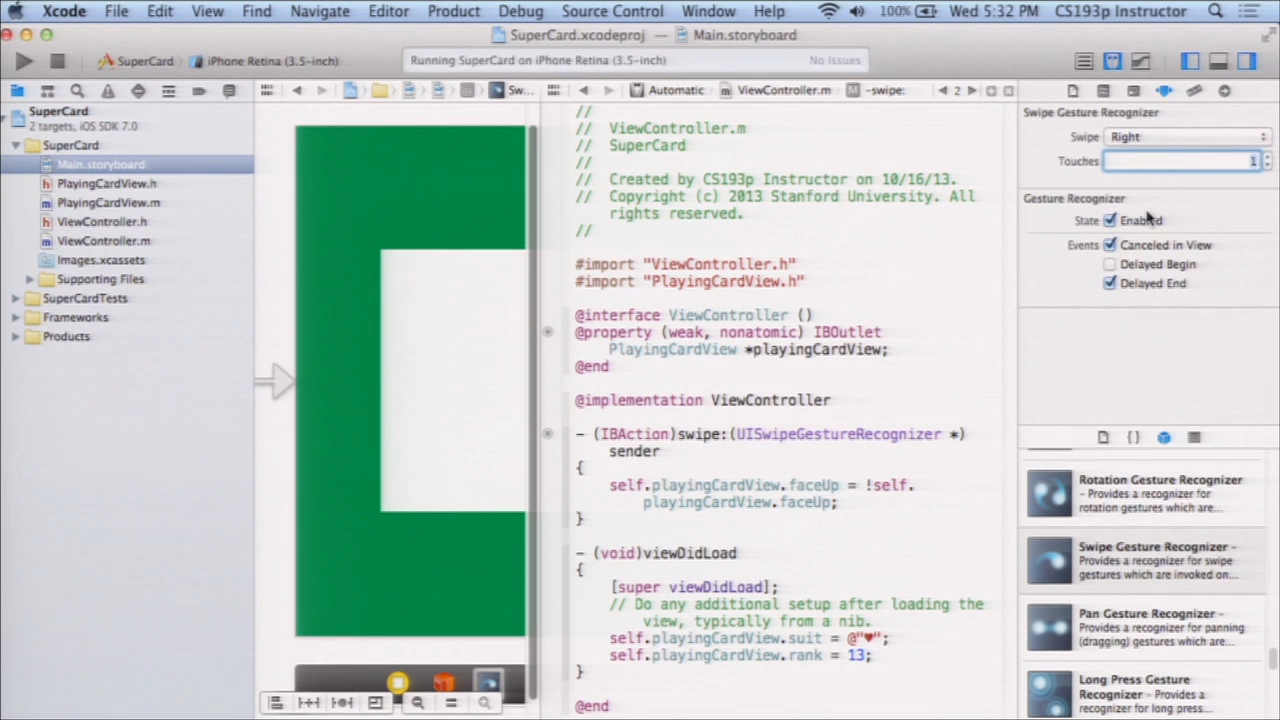 Xcode File Edit View Find Navigate Editor Product Debug Source Control Window Help 100% Wed 5:32 PM CS193p Instructor
SuperCard.xcodeproj — Main.storyboard
SuperCard iPhone Retina (3.5-inch)
Running SuperCard on iPhone Retina (3.5-inch) No Issues
Sw...
Automatic ViewController.m M -swipe: 2
SuperCard
2 targets, iOS SDK 7.0
SuperCard
Main.storyboard
h PlayingCardView.h
m PlayingCardView.m
h ViewController.h
m ViewController.m
Images.xcassets
Supporting Files
SuperCardTests
Frameworks
Products
//
// ViewController.m
// SuperCard
//
// Created by CS193p Instructor on 10/16/13.
// Copyright (c) 2013 Stanford University. All
rights reserved.
//
#import "ViewController.h"
#import "PlayingCardView.h"
@interface ViewController ()
@property (weak, nonatomic) IBOutlet
PlayingCardView *playingCardView;
@end
@implementation ViewController
- (IBAction)swipe:(UISwipeGestureRecognizer *)
sender
{
self.playingCardView.faceUp = !self.
playingCardView.faceUp;
}
- (void)viewDidLoad
{
[super viewDidLoad];
// Do any additional setup after loading the
view, typically from a nib.
self.playingCardView.suit = @"♥";
self.playingCardView.rank = 13;
}
@end
Swipe Gesture Recognizer
Swipe Right
Touches 1
Gesture Recognizer
State Enabled
Events Canceled in View
Delayed Begin
Delayed End
{ }
Rotation Gesture Recognizer
- Provides a recognizer for
rotation gestures which are...
Swipe Gesture Recognizer -
Provides a recognizer for swipe
gestures which are invoked on...
Pan Gesture Recognizer -
Provides a recognizer for panning
(dragging) gestures which are...
Long Press Gesture
Recognizer - Provides a
recognizer for long press...